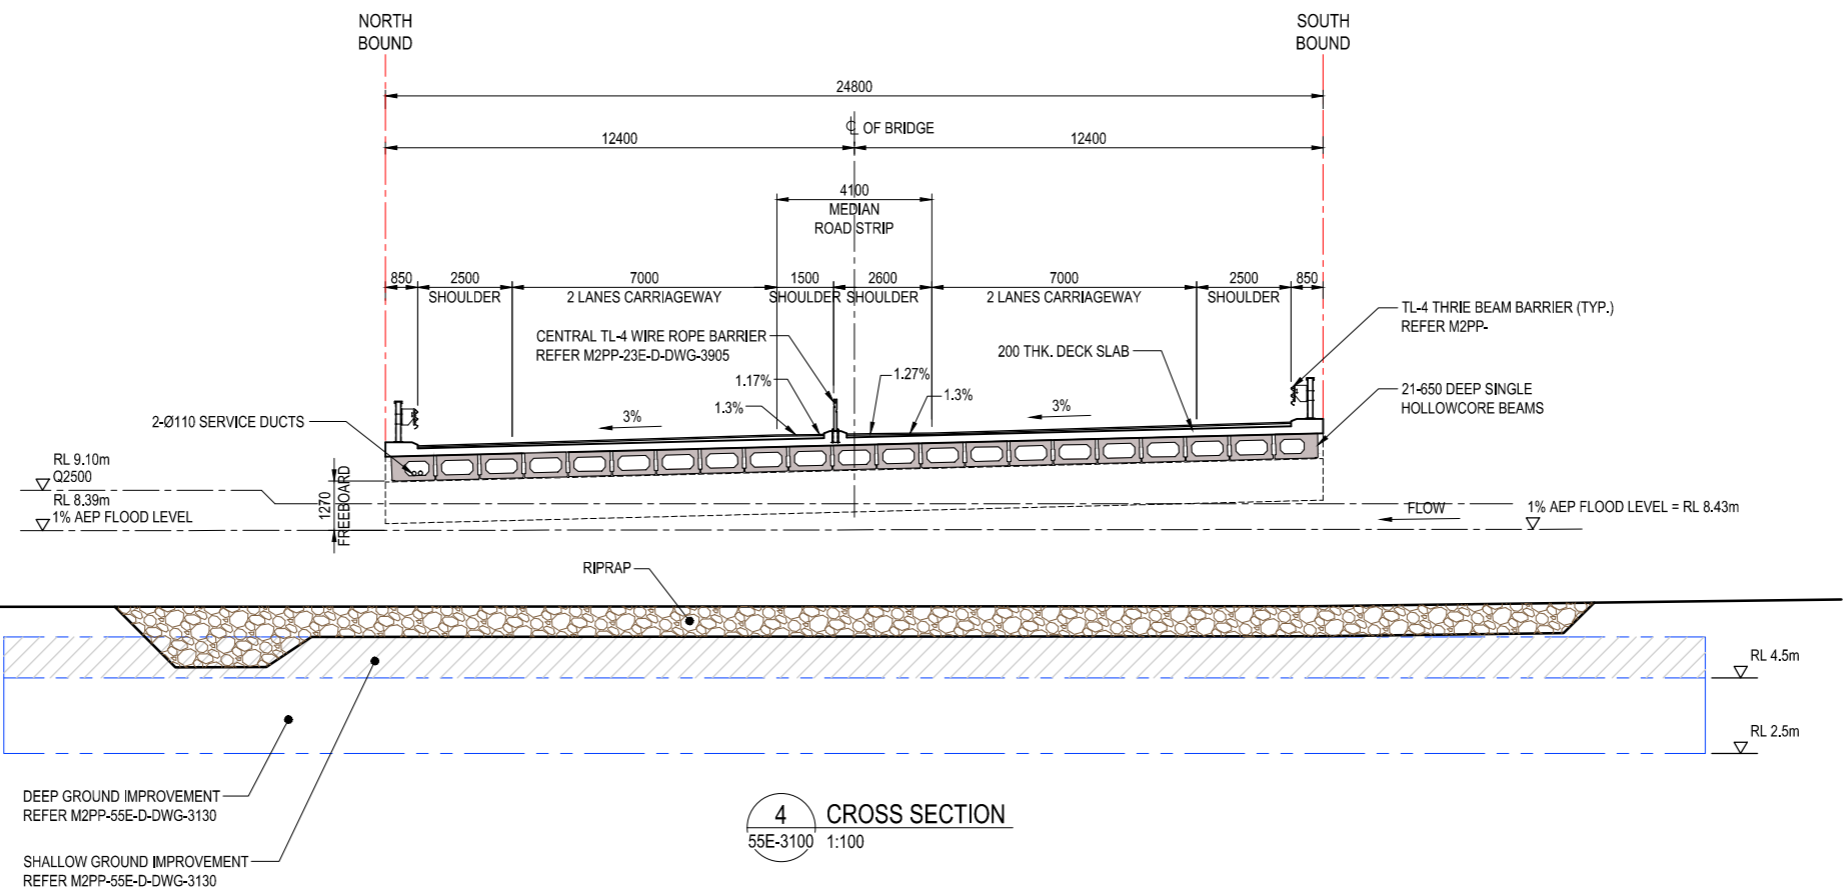 NORTH
BOUND
SOUTH
BOUND
24800
℄ OF BRIDGE
12400
12400
4100
MEDIAN
ROAD STRIP
850
2500
7000
1500
2600
7000
2500
850
SHOULDER
2 LANES CARRIAGEWAY
SHOULDER
SHOULDER
2 LANES CARRIAGEWAY
SHOULDER
TL-4 THRIE BEAM BARRIER (TYP.)
REFER M2PP-
CENTRAL TL-4 WIRE ROPE BARRIER
REFER M2PP-23E-D-DWG-3905
200 THK. DECK SLAB
1.17%
1.27%
1.3%
1.3%
3%
3%
21-650 DEEP SINGLE
HOLLOWCORE BEAMS
2-Ø110 SERVICE DUCTS
RL 9.10m
Q2500
RL 8.39m
1% AEP FLOOD LEVEL
1270
FREEBOARD
FLOW
1% AEP FLOOD LEVEL = RL 8.43m
RIPRAP
RL 4.5m
RL 2.5m
DEEP GROUND IMPROVEMENT
REFER M2PP-55E-D-DWG-3130
SHALLOW GROUND IMPROVEMENT
REFER M2PP-55E-D-DWG-3130
4
CROSS SECTION
55E-3100
1:100